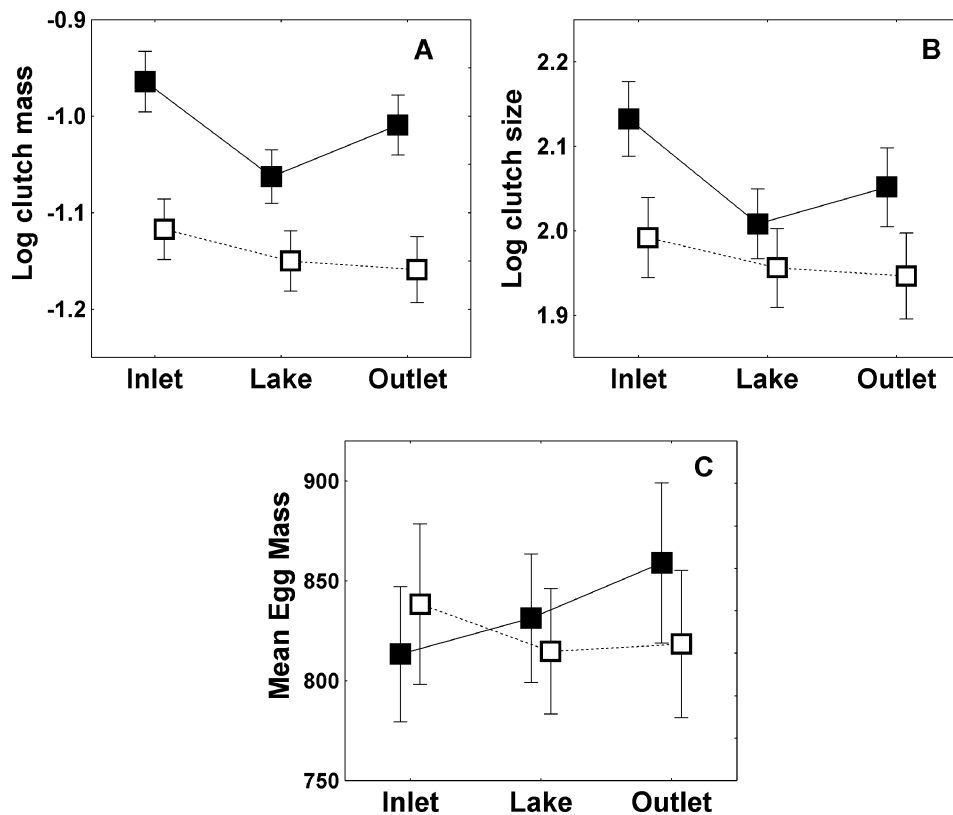 A
Log clutch mass
-0.9
-1.0
-1.1
-1.2
Inlet Lake Outlet
B
Log clutch size
2.2
2.1
2.0
1.9
Inlet Lake Outlet
C
Mean Egg Mass
900
850
800
750
Inlet Lake Outlet